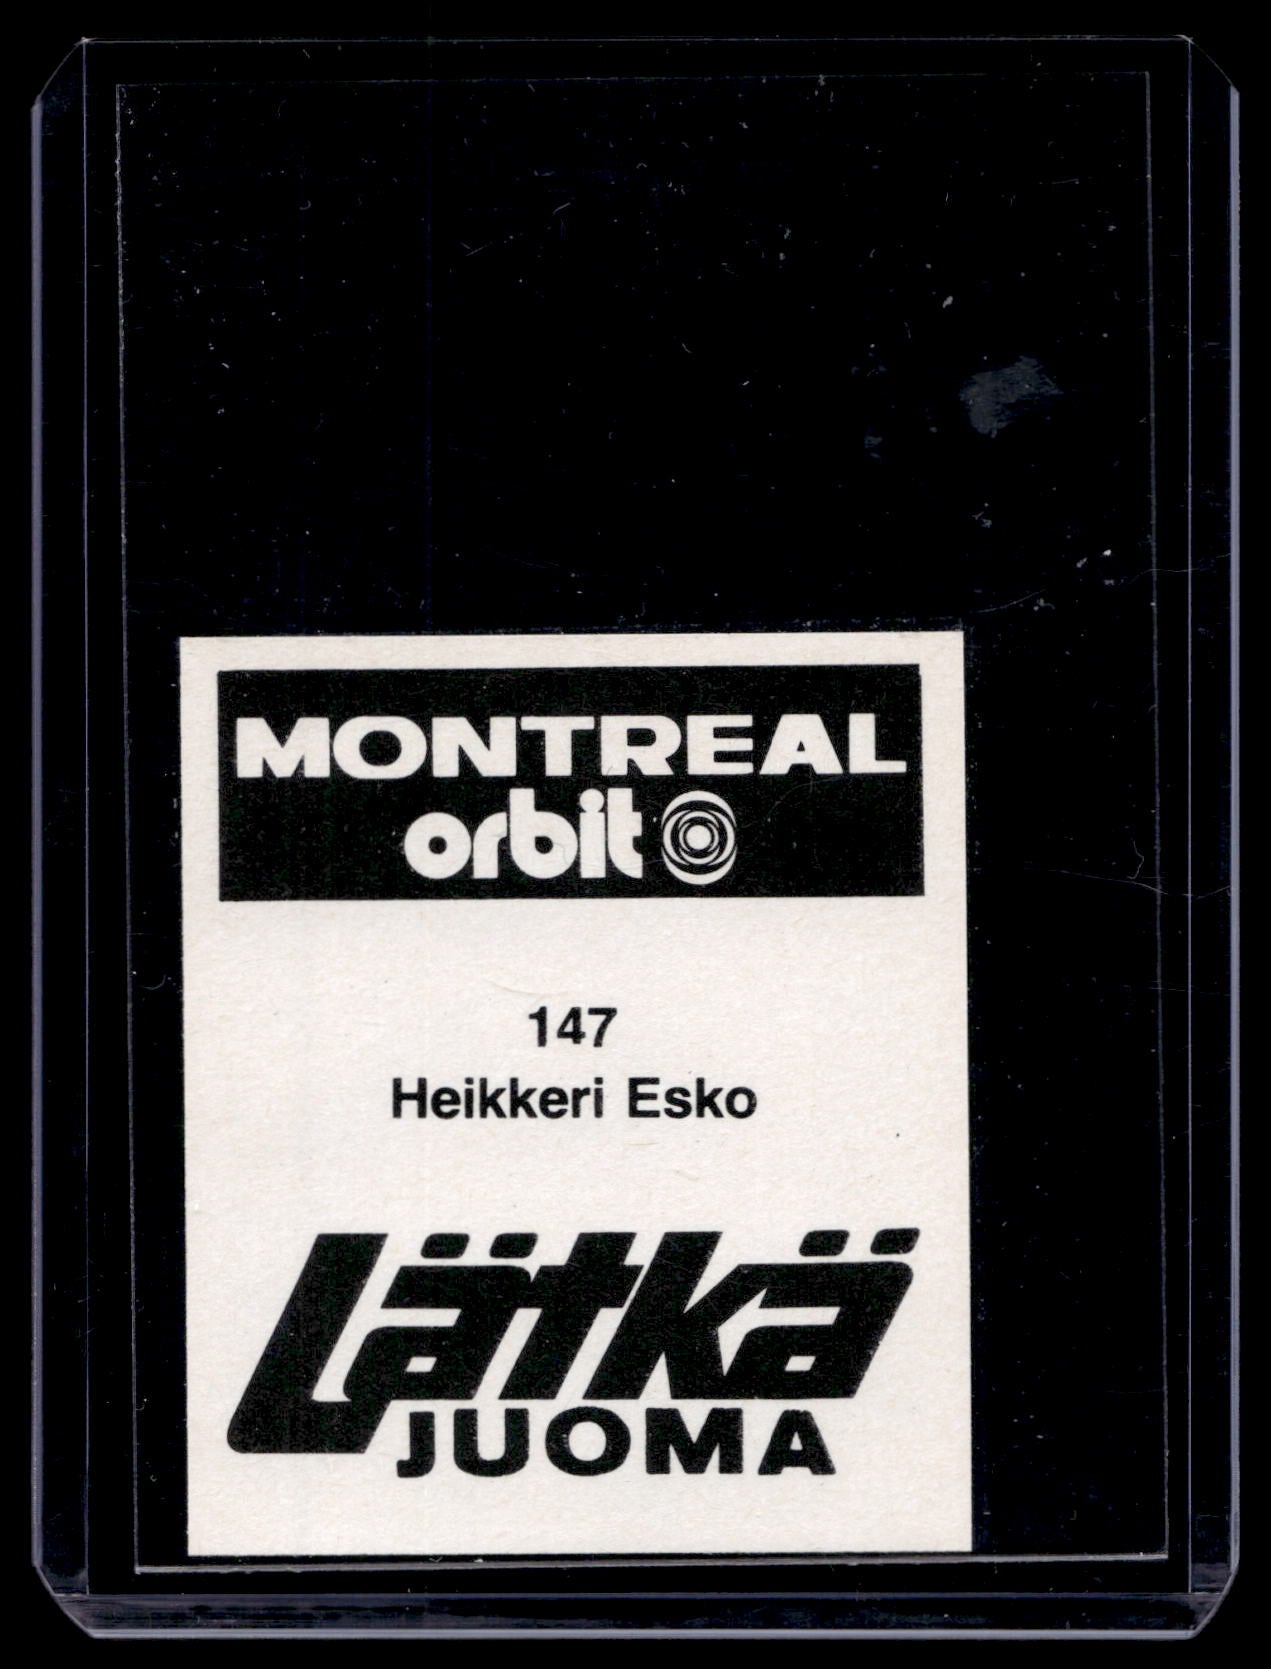 MONTREAL
orbit
147
Heikkeri Esko
Lätkä
JUOMA